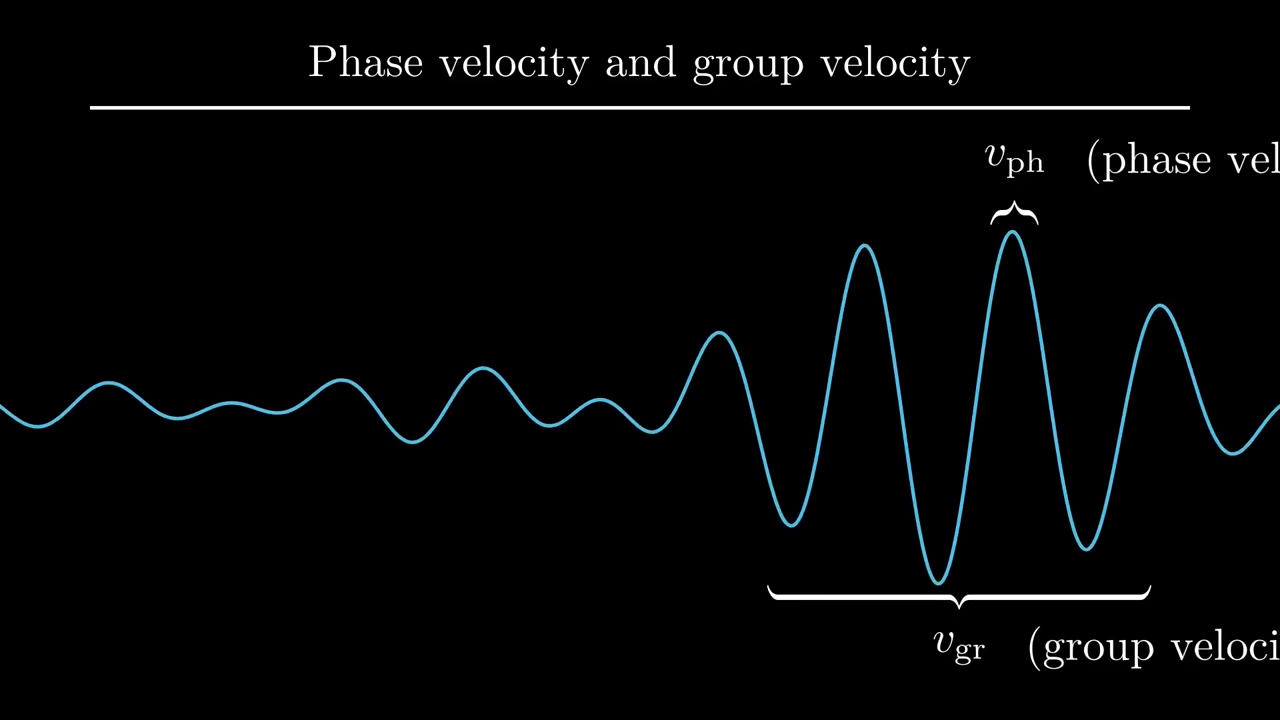 Phase velocity and group velocity
v_ph (phase vel
v_gr (group veloci